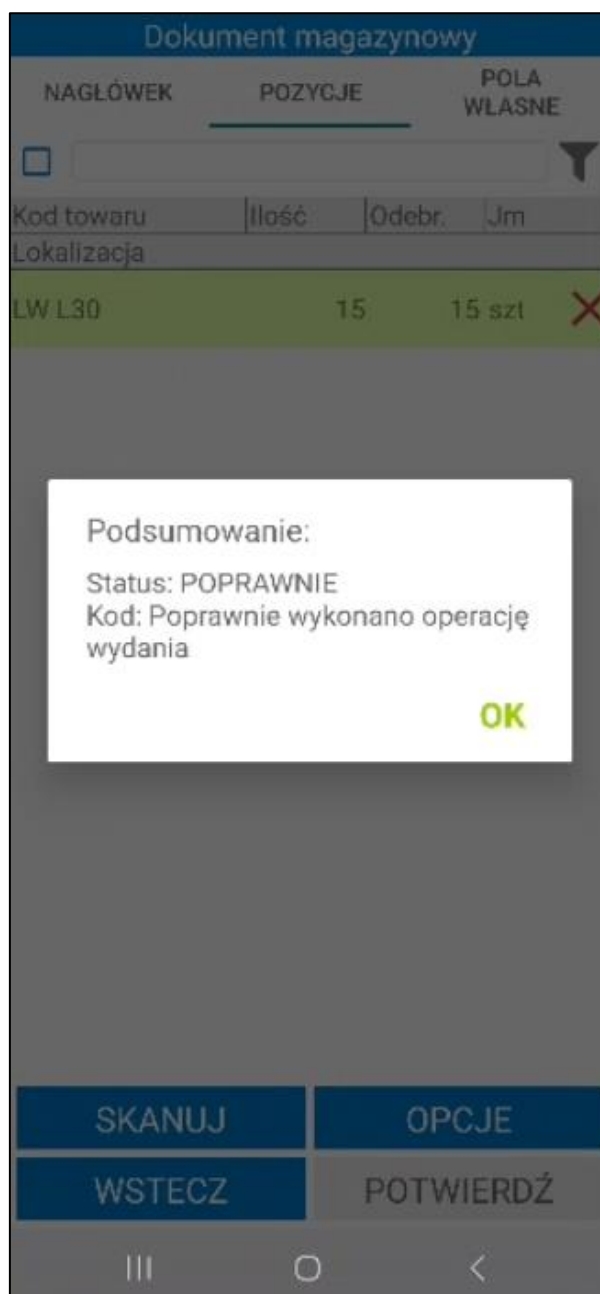 Dokument magazynowy
NAGŁÓWEK POZYCJE POLA WŁASNE
Kod towaru Ilość Odebr. Jm
Lokalizacja
LW L30 15 15 szt
Podsumowanie:
Status: POPRAWNIE
Kod: Poprawnie wykonano operację
wydania
OK
SKANUJ OPCJE
WSTECZ POTWIERDŹ